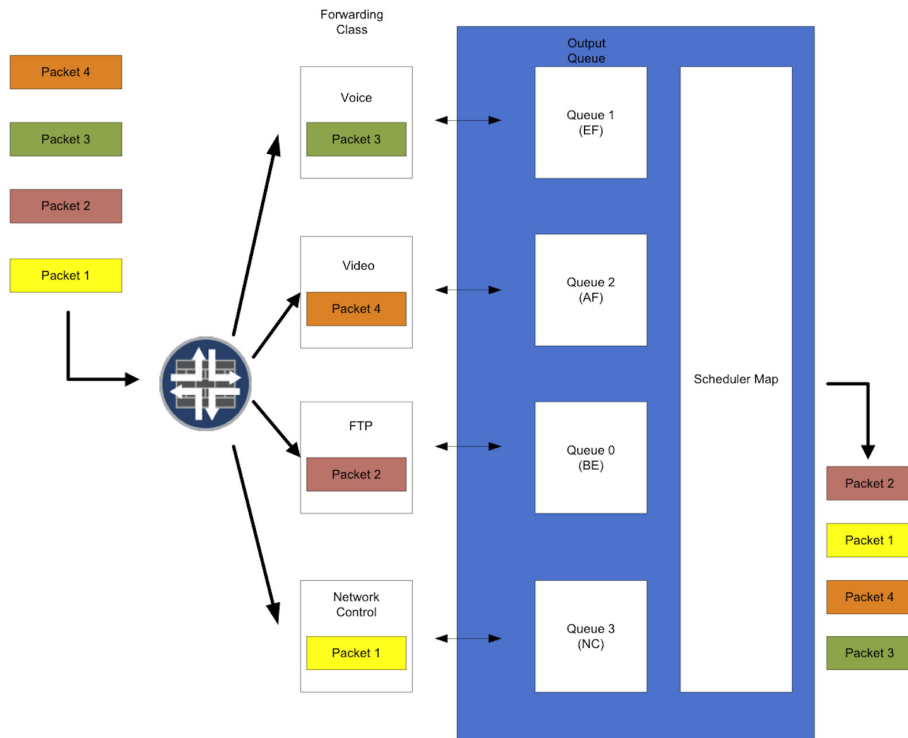 Forwarding
Class
Packet 4
Packet 3
Packet 2
Packet 1
Voice
Packet 3
Video
Packet 4
FTP
Packet 2
Network
Control
Packet 1
Output
Queue
Queue 1
(EF)
Queue 2
(AF)
Queue 0
(BE)
Queue 3
(NC)
Scheduler Map
Packet 2
Packet 1
Packet 4
Packet 3